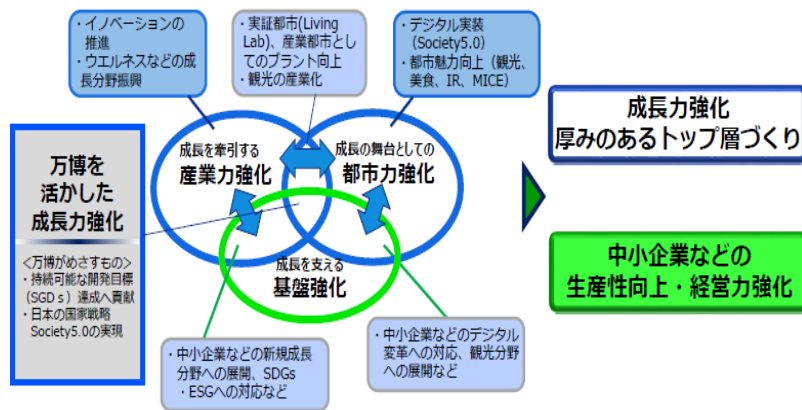 ・イノベーションの
推進
・ウエルネスなどの成
長分野振興
・実証都市(Living
Lab)、産業都市とし
てのブラント向上
・観光の産業化
・デジタル実装
（Society5.0）
・都市魅力向上（観光、
美食、IR、MICE）
万博を
活かした
成長力強化
<万博がめさすもの>
・持続可能な開発目標
（SGDｓ）達成へ貢献
・日本の国家戦略
Society5.0の実現
成長を牽引する
産業力強化
成長の舞台としての
都市力強化
成長を支える
基盤強化
・中小企業などの新規成長
分野への展開、SDGs
・ESGへの対応など
・中小企業などのデジタル
変革への対応、観光分野
への展開など
成長力強化
厚みのあるトップ層づくり
中小企業などの
生産性向上・経営力強化